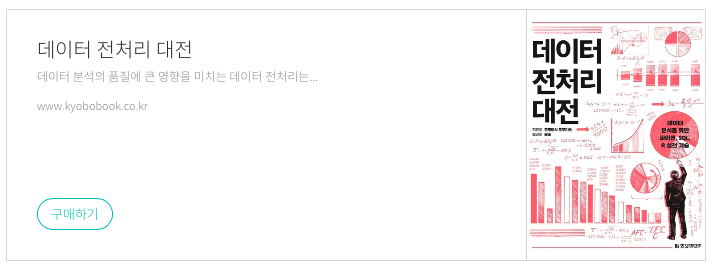 데이터 전처리 대전
데이터 분석의 품질에 큰 영향을 미치는 데이터 전처리는...
www.kyobobook.co.kr
구매하기
데이터
전처리
대전
데이터
분석을 위한
파이썬, SQL,
R 실전 기술